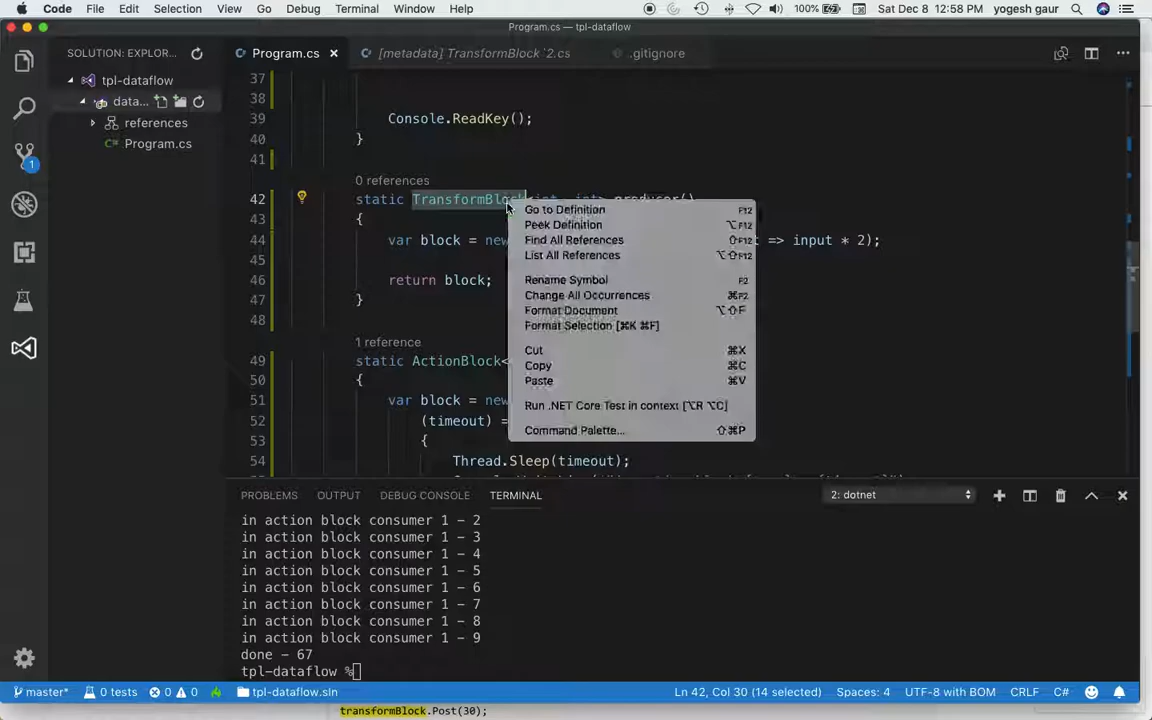 Code File Edit Selection View Go Debug Terminal Window Help 100% Sat Dec 8 12:58 PM yogesh gaur
Program.cs — tpl-dataflow
SOLUTION: EXPLOR...
Program.cs
[metadata] TransformBlock`2.cs
.gitignore
tpl-dataflow
data...
references
Program.cs
1
37
38
39 Console.ReadKey();
40 }
41
0 references
42 static TransformBlock<int, int> producer()
43 {
44 var block = new => input * 2);
45
46 return block;
47 }
48
1 reference
49 static ActionBlock<
50 {
51 var block = new
52 (timeout) =
53 {
54 Thread.Sleep(timeout);
Go to Definition F12
Peek Definition ⌥F12
Find All References ⇧F12
List All References ⌥⇧F12
Rename Symbol F2
Change All Occurrences ⌘F2
Format Document ⌥⇧F
Format Selection [⌘K ⌘F]
Cut ⌘X
Copy ⌘C
Paste ⌘V
Run .NET Core Test in context [⌥R ⌥C]
Command Palette... ⇧⌘P
PROBLEMS OUTPUT DEBUG CONSOLE TERMINAL 2: dotnet
in action block consumer 1 - 2
in action block consumer 1 - 3
in action block consumer 1 - 4
in action block consumer 1 - 5
in action block consumer 1 - 6
in action block consumer 1 - 7
in action block consumer 1 - 8
in action block consumer 1 - 9
done - 67
tpl-dataflow %
master* 0 tests 0 0 tpl-dataflow.sln Ln 42, Col 30 (14 selected) Spaces: 4 UTF-8 with BOM CRLF C#
transformBlock.Post(30);